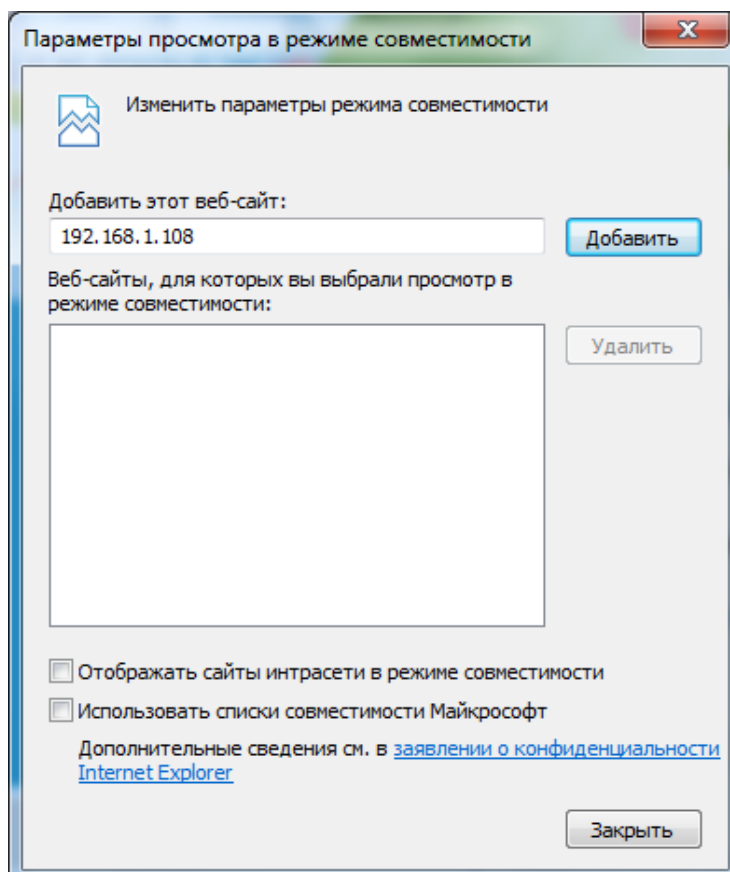 Параметры просмотра в режиме совместимости
Изменить параметры режима совместимости
Добавить этот веб-сайт:
192.168.1.108
Добавить
Веб-сайты, для которых вы выбрали просмотр в
режиме совместимости:
Удалить
Отображать сайты интрасети в режиме совместимости
Использовать списки совместимости Майкрософт
Дополнительные сведения см. в заявлении о конфиденциальности
Internet Explorer
Закрыть